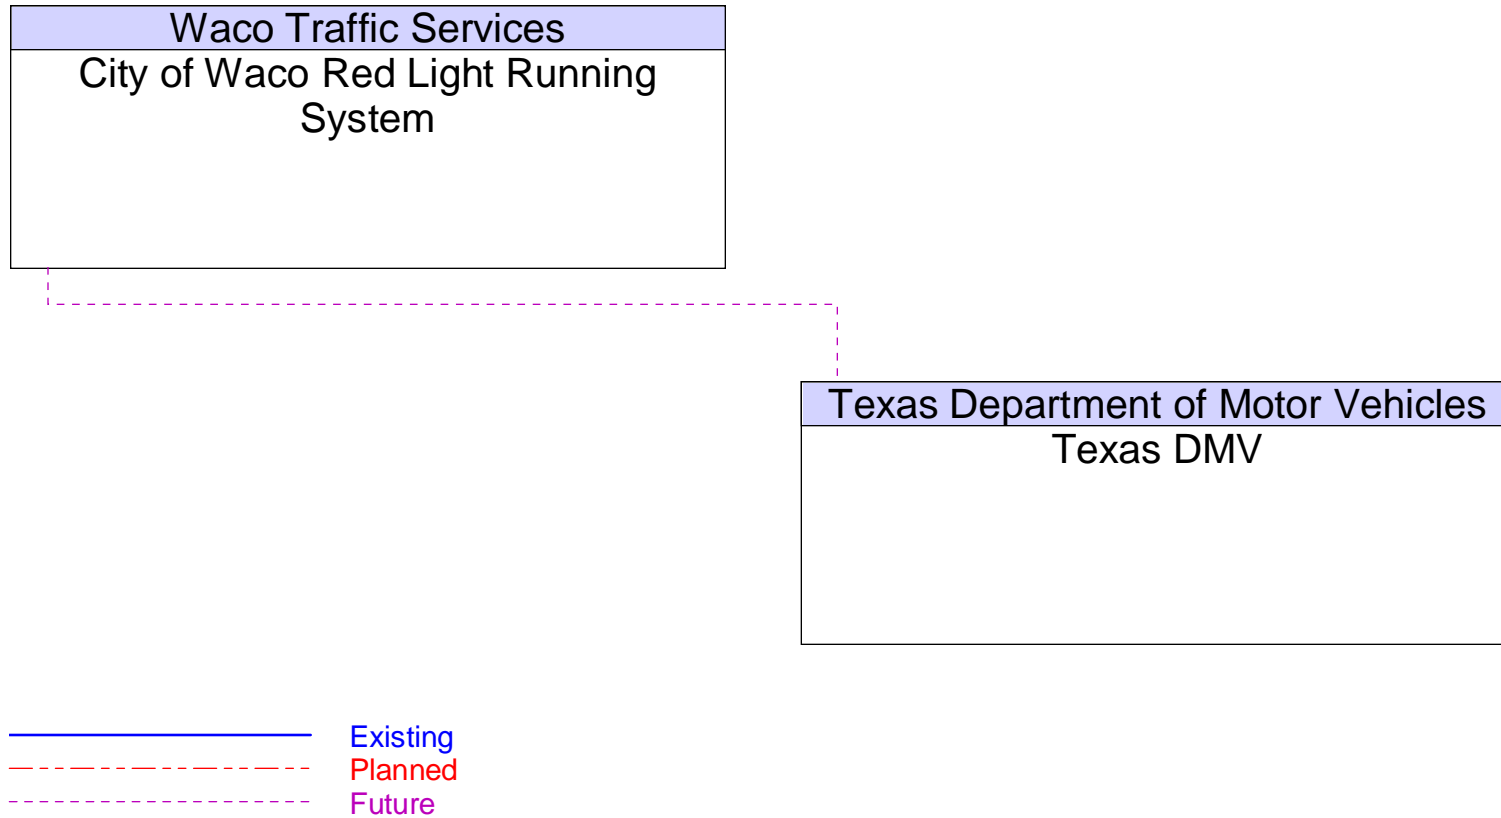 Waco Traffic Services
City of Waco Red Light Running
System
Texas Department of Motor Vehicles
Texas DMV
Existing
Planned
Future